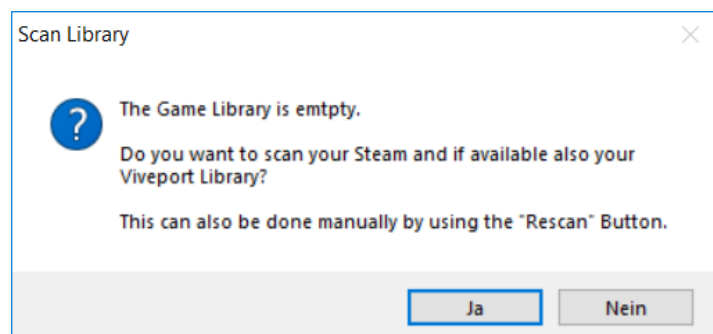 Scan Library
The Game Library is emtpty.
Do you want to scan your Steam and if available also your
Viveport Library?
This can also be done manually by using the "Rescan" Button.
Ja
Nein